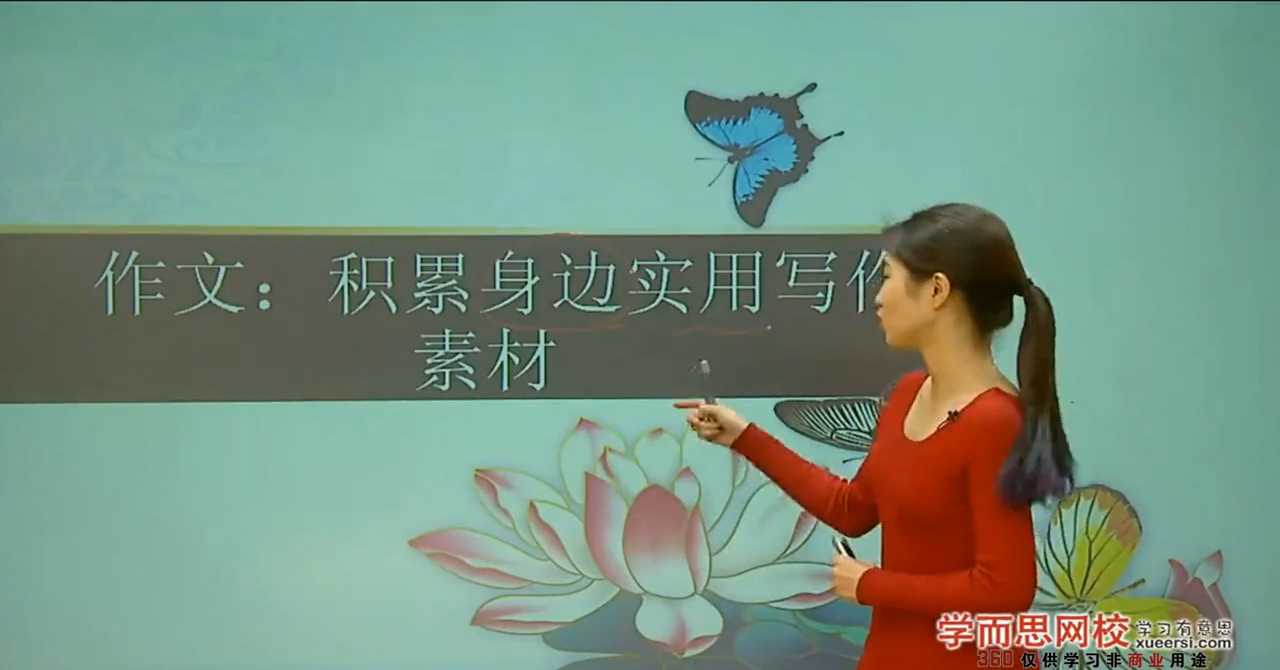 作文：积累身边实用写作
素材
学而思网校 学习有意思
xueersi.com
360 仅供学习非商业用途